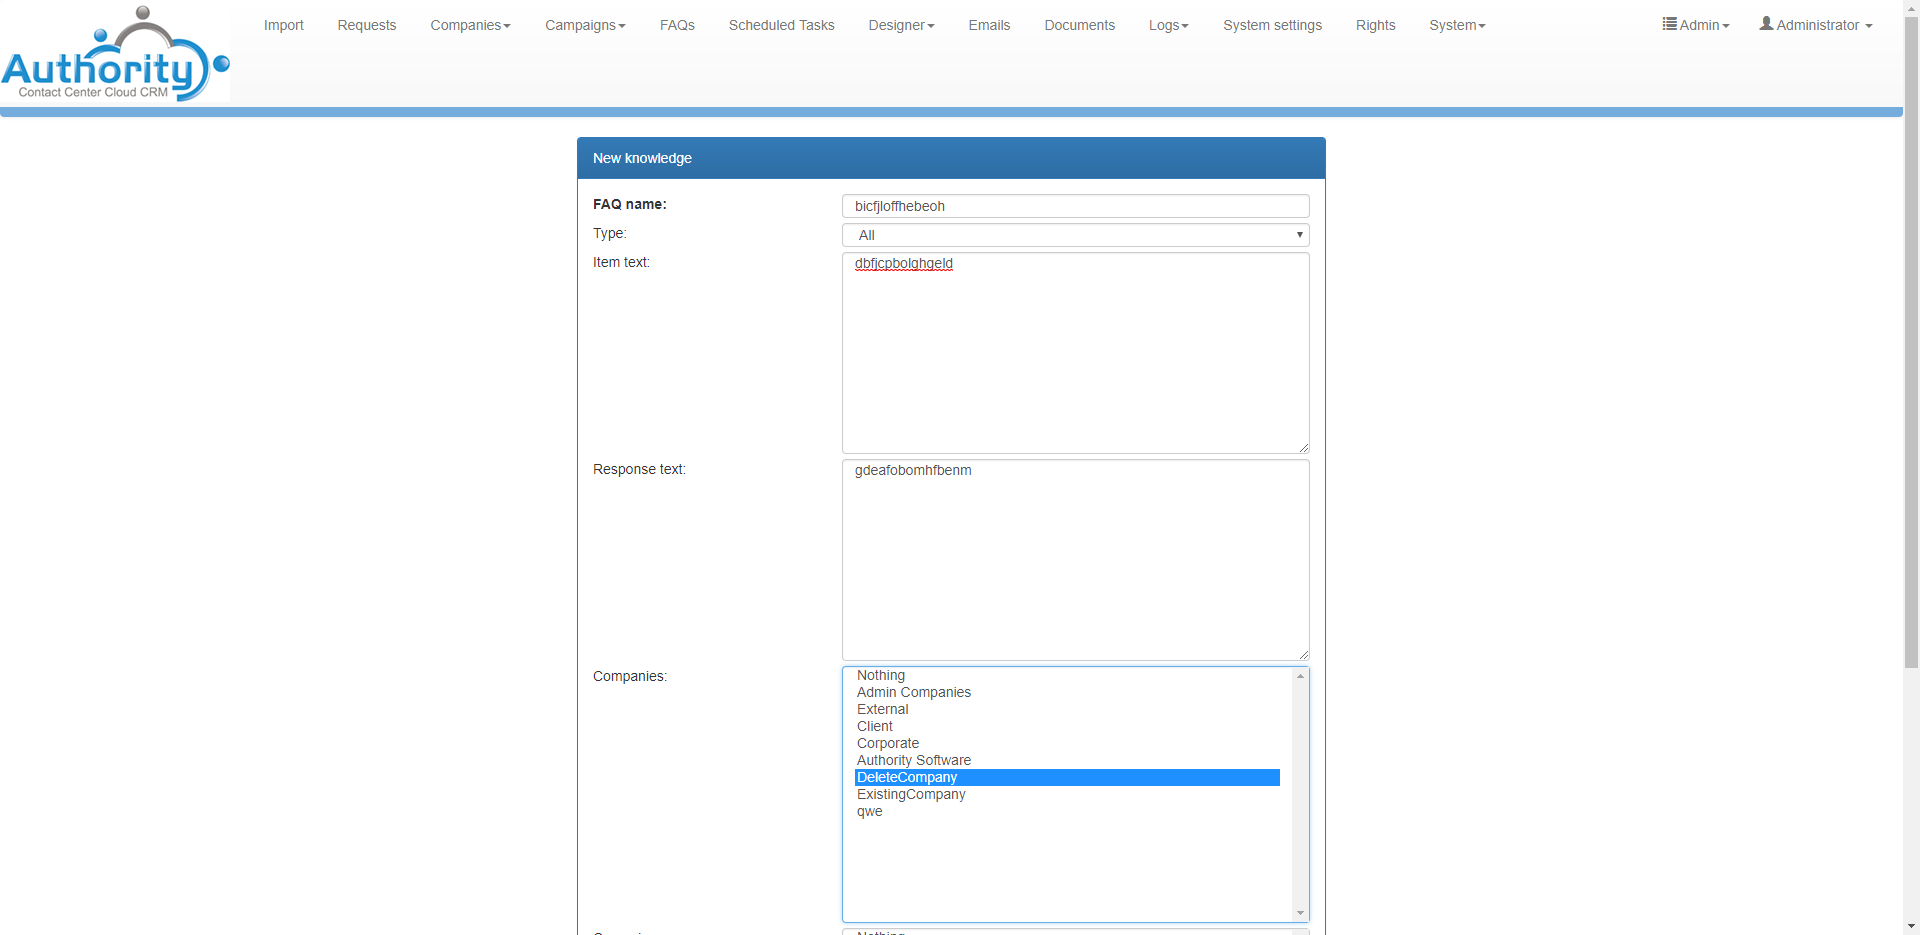 Authority
Contact Center Cloud CRM
Import Requests Companies Campaigns FAQs Scheduled Tasks Designer Emails Documents Logs System settings Rights System Admin Administrator
New knowledge
FAQ name: bicfjloffhebeoh
Type: All
Item text: dbfjcpbolghgeld
Response text: gdeafobomhfbenm
Companies: Nothing
Admin Companies
External
Client
Corporate
Authority Software
DeleteCompany
ExistingCompany
qwe
Nothing